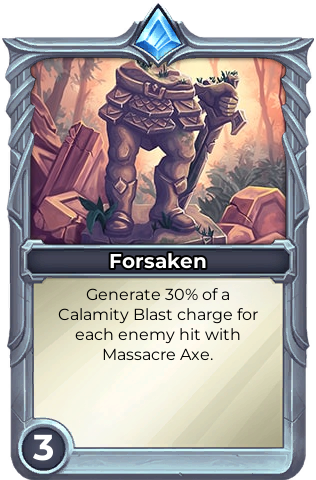 Forsaken
Generate 30% of a
Calamity Blast charge for
each enemy hit with
Massacre Axe.
3